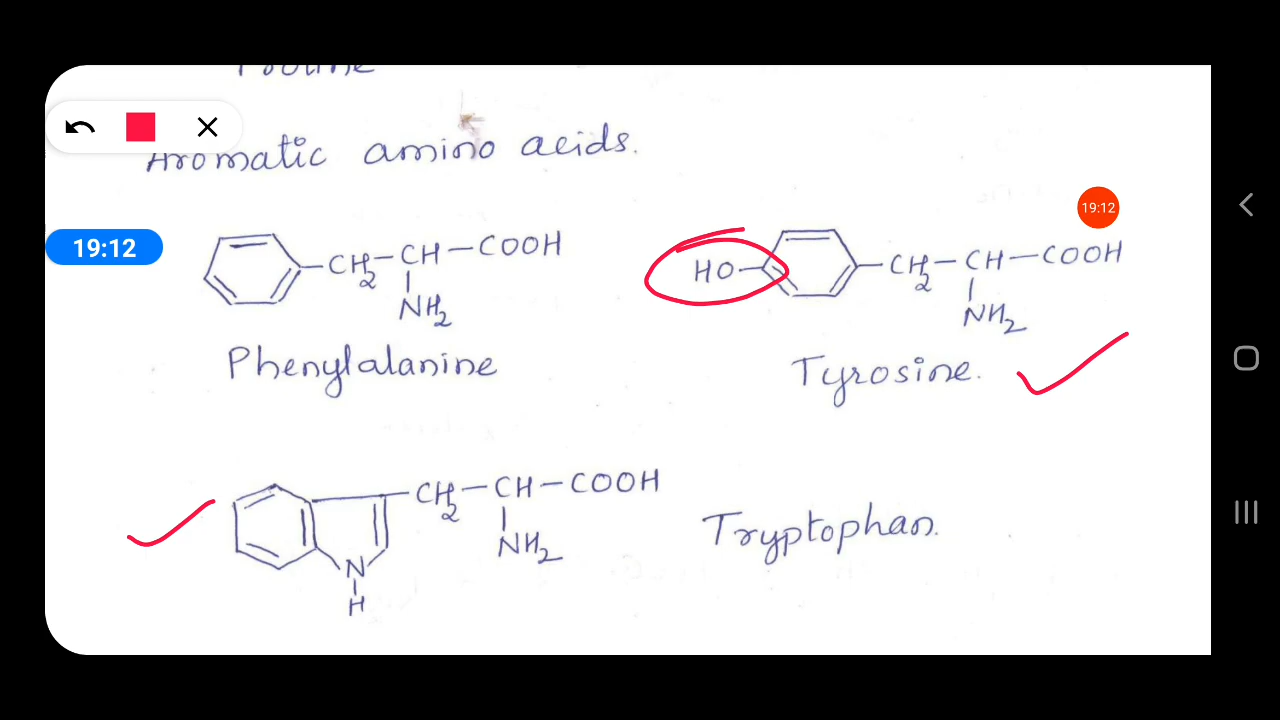 Proline
Aromatic amino acids.
19:12
19:12
CH2-CH-COOH
NH2
Phenylalanine
HO
CH2-CH-COOH
NH2
Tyrosine.
CH2-CH-COOH
NH2
N
H
Tryptophan.